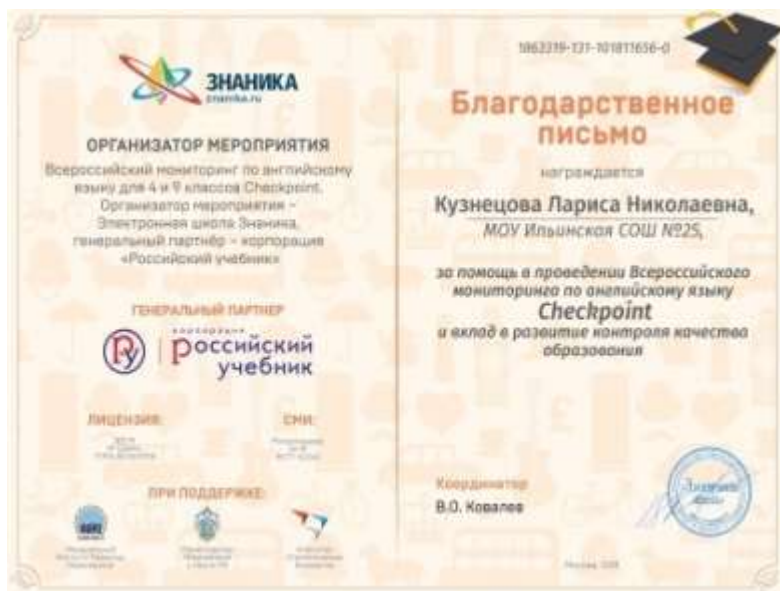 ЗНАНИКА
znanika.ru
ОРГАНИЗАТОР МЕРОПРИЯТИЯ
Всероссийский мониторинг по английскому
языку для 4 и 9 классов Checkpoint.
Организатор мероприятия –
Электронная школа Знаника,
генеральный партнёр – корпорация
«Российский учебник»
ГЕНЕРАЛЬНЫЙ ПАРТНЕР
корпорация
российский
учебник
ЛИЦЕНЗИЯ:
СМИ:
ПРИ ПОДДЕРЖКЕ:
Благодарственное
письмо
награждается
Кузнецова Лариса Николаевна,
МОУ Ильинская СОШ №25,
за помощь в проведении Всероссийского
мониторинга по английскому языку
Checkpoint
и вклад в развитие контроля качества
образования
Координатор
В.О. Ковалев
Москва,